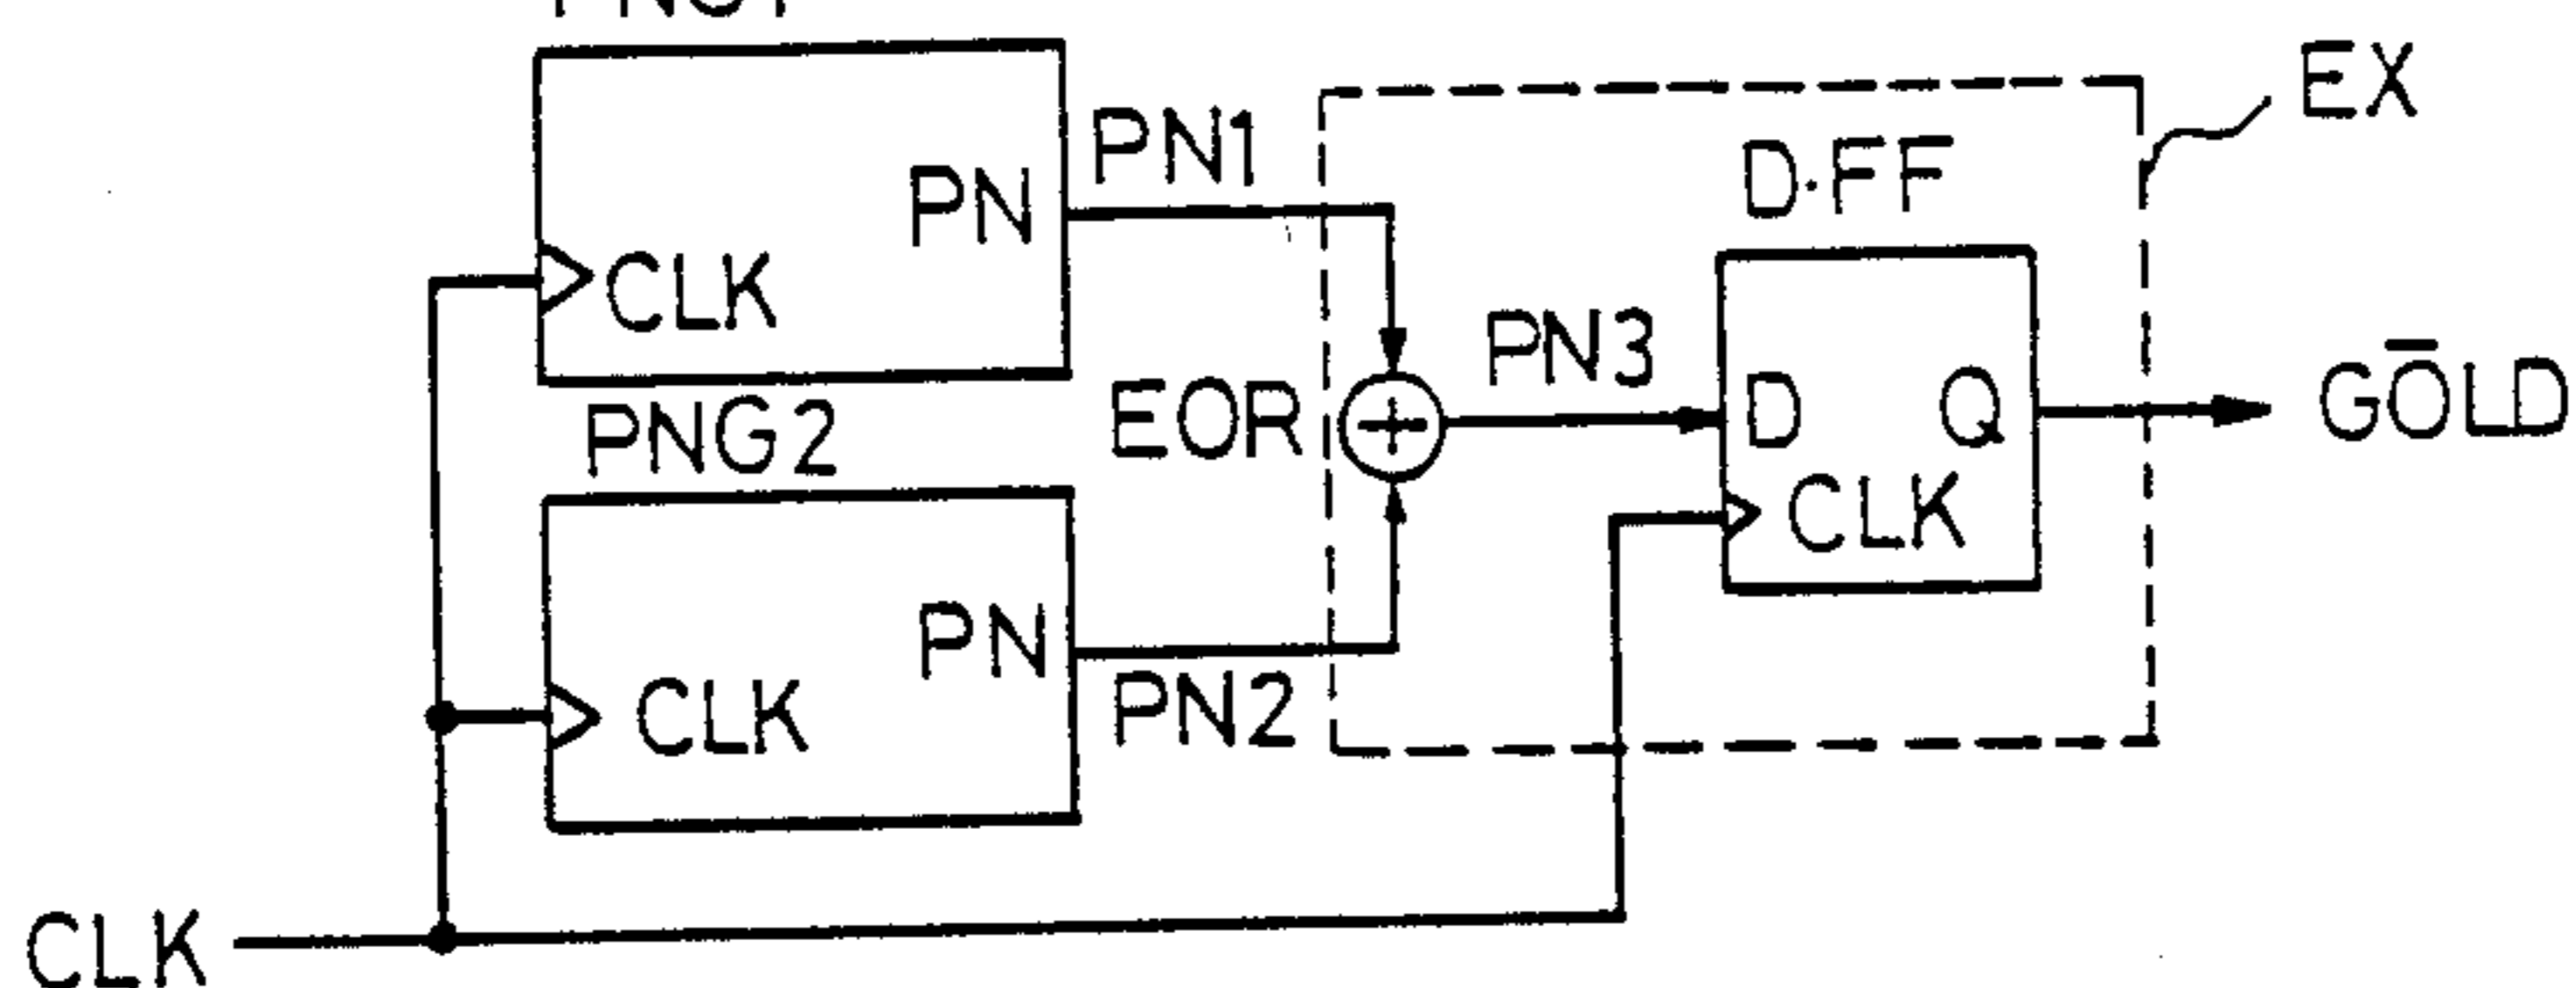 EX
PN1
D·FF
PN
CLK
PN3
EOR
D
Q
GŌLD
PNG2
CLK
PN
CLK
PN2
CLK